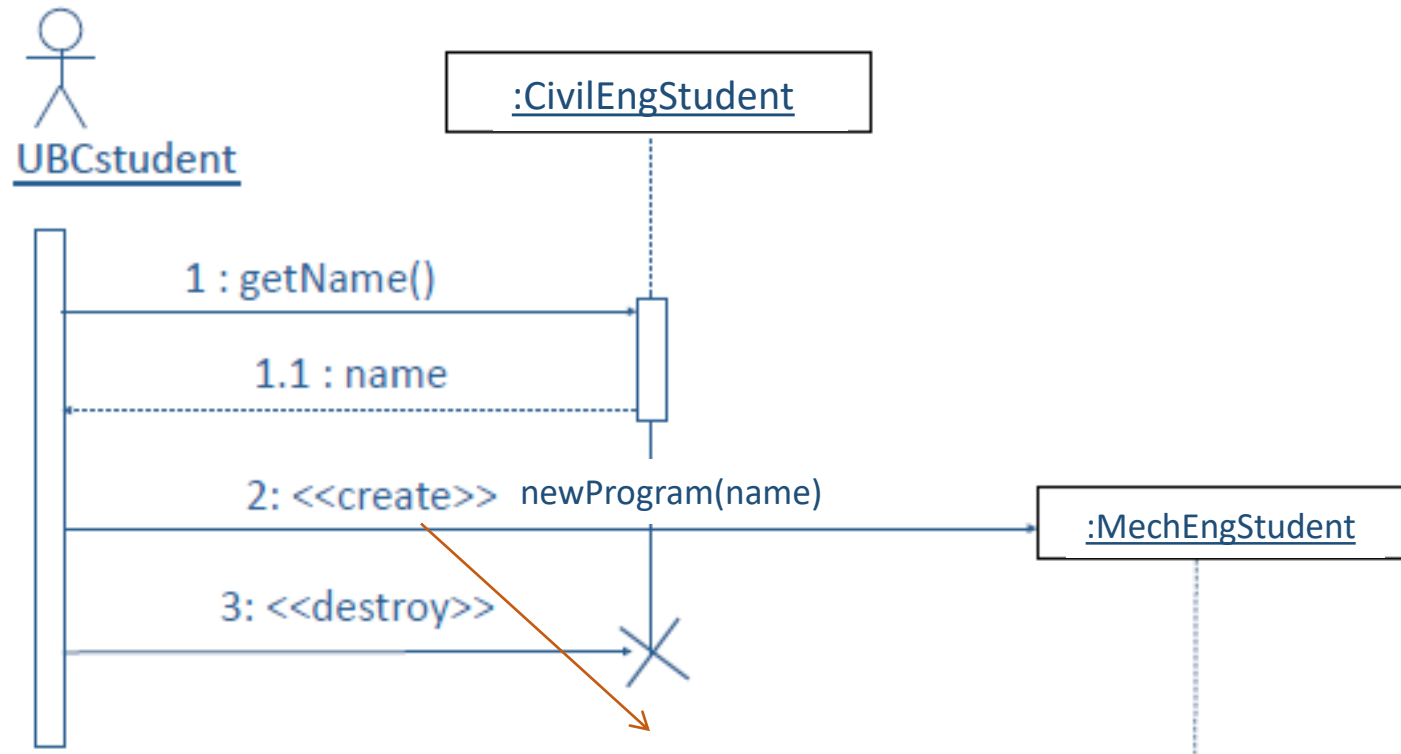 :CivilEngStudent
UBCstudent
1 : getName()
1.1 : name
2: <<create>> newProgram(name)
:MechEngStudent
3: <<destroy>>